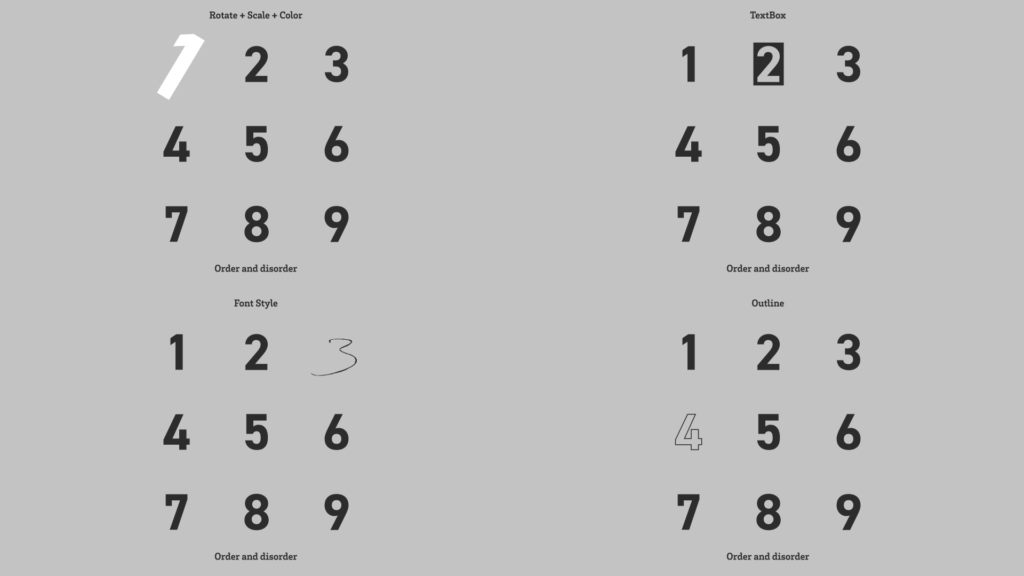 Rotate + Scale + Color
1 2 3
4 5 6
7 8 9
Order and disorder
TextBox
1 2 3
4 5 6
7 8 9
Order and disorder
Font Style
1 2 3
4 5 6
7 8 9
Order and disorder
Outline
1 2 3
4 5 6
7 8 9
Order and disorder